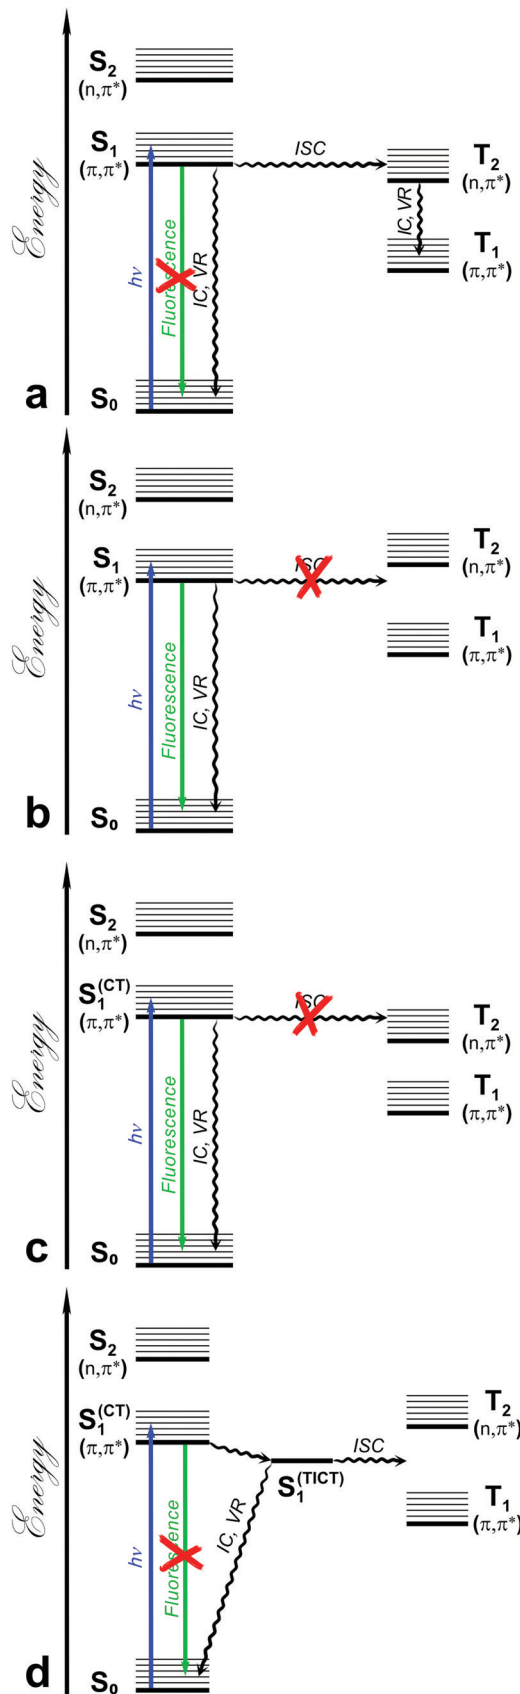 Energy
S₂
(n,π*)
S₁
(π,π*)
ISC
T₂
(n,π*)
IC, VR
T₁
(π,π*)
hν
Fluorescence
IC, VR
a
S₀
Energy
S₂
(n,π*)
S₁
(π,π*)
ISC
T₂
(n,π*)
T₁
(π,π*)
hν
Fluorescence
IC, VR
b
S₀
Energy
S₂
(n,π*)
S₁(CT)
(π,π*)
ISC
T₂
(n,π*)
T₁
(π,π*)
hν
Fluorescence
IC, VR
c
S₀
Energy
S₂
(n,π*)
S₁(CT)
(π,π*)
ISC
S₁(TICT)
T₂
(n,π*)
T₁
(π,π*)
hν
Fluorescence
IC, VR
d
S₀